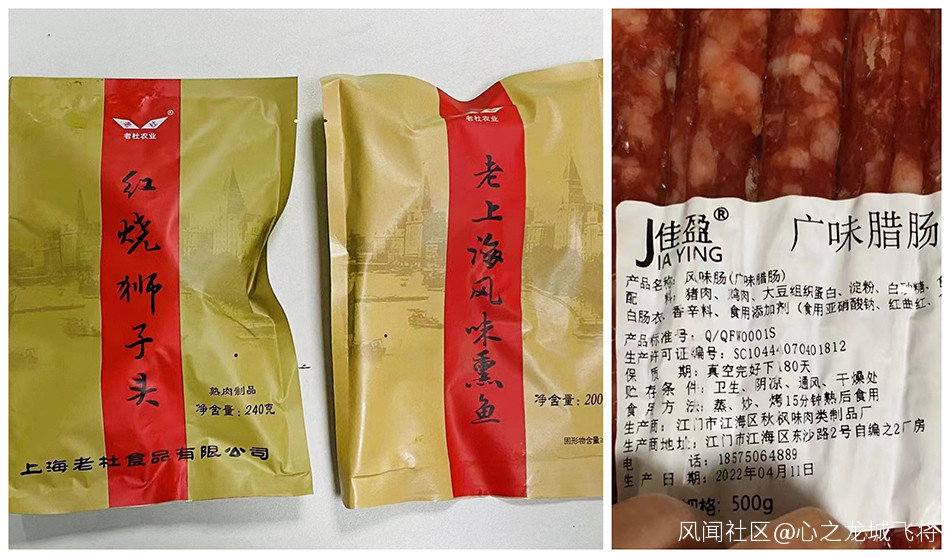 老杜农业
红烧狮子头
熟肉制品
净含量：240克
上海老杜食品有限公司
老杜农业
老上海风味熏鱼
净含量：200
固形物含量≥
佳盈®
JIA YING
广味腊肠
产品名称：风味肠(广味腊肠)
配 料：猪肉、鸡肉、大豆组织蛋白、淀粉、白砂糖、
白肠衣、香辛料、食用添加剂（食用亚硝酸钠、红曲红、
产品标准号：Q/QFW0001S
生产许可证编号：SC10444070401812
保 质 期：真空完好下180天
贮存条件：卫生、阴凉、通风、干燥处
食用方法：蒸、炒、烤15分钟熟后食用
生产商：江门市江海区秋枫味肉类制品厂
生产商地址：江门市江海区东沙路2号自编之2厂房
电 话：18575064889
生产日期：2022年04月11日
规格：500g
风闻社区@心之龙城飞将